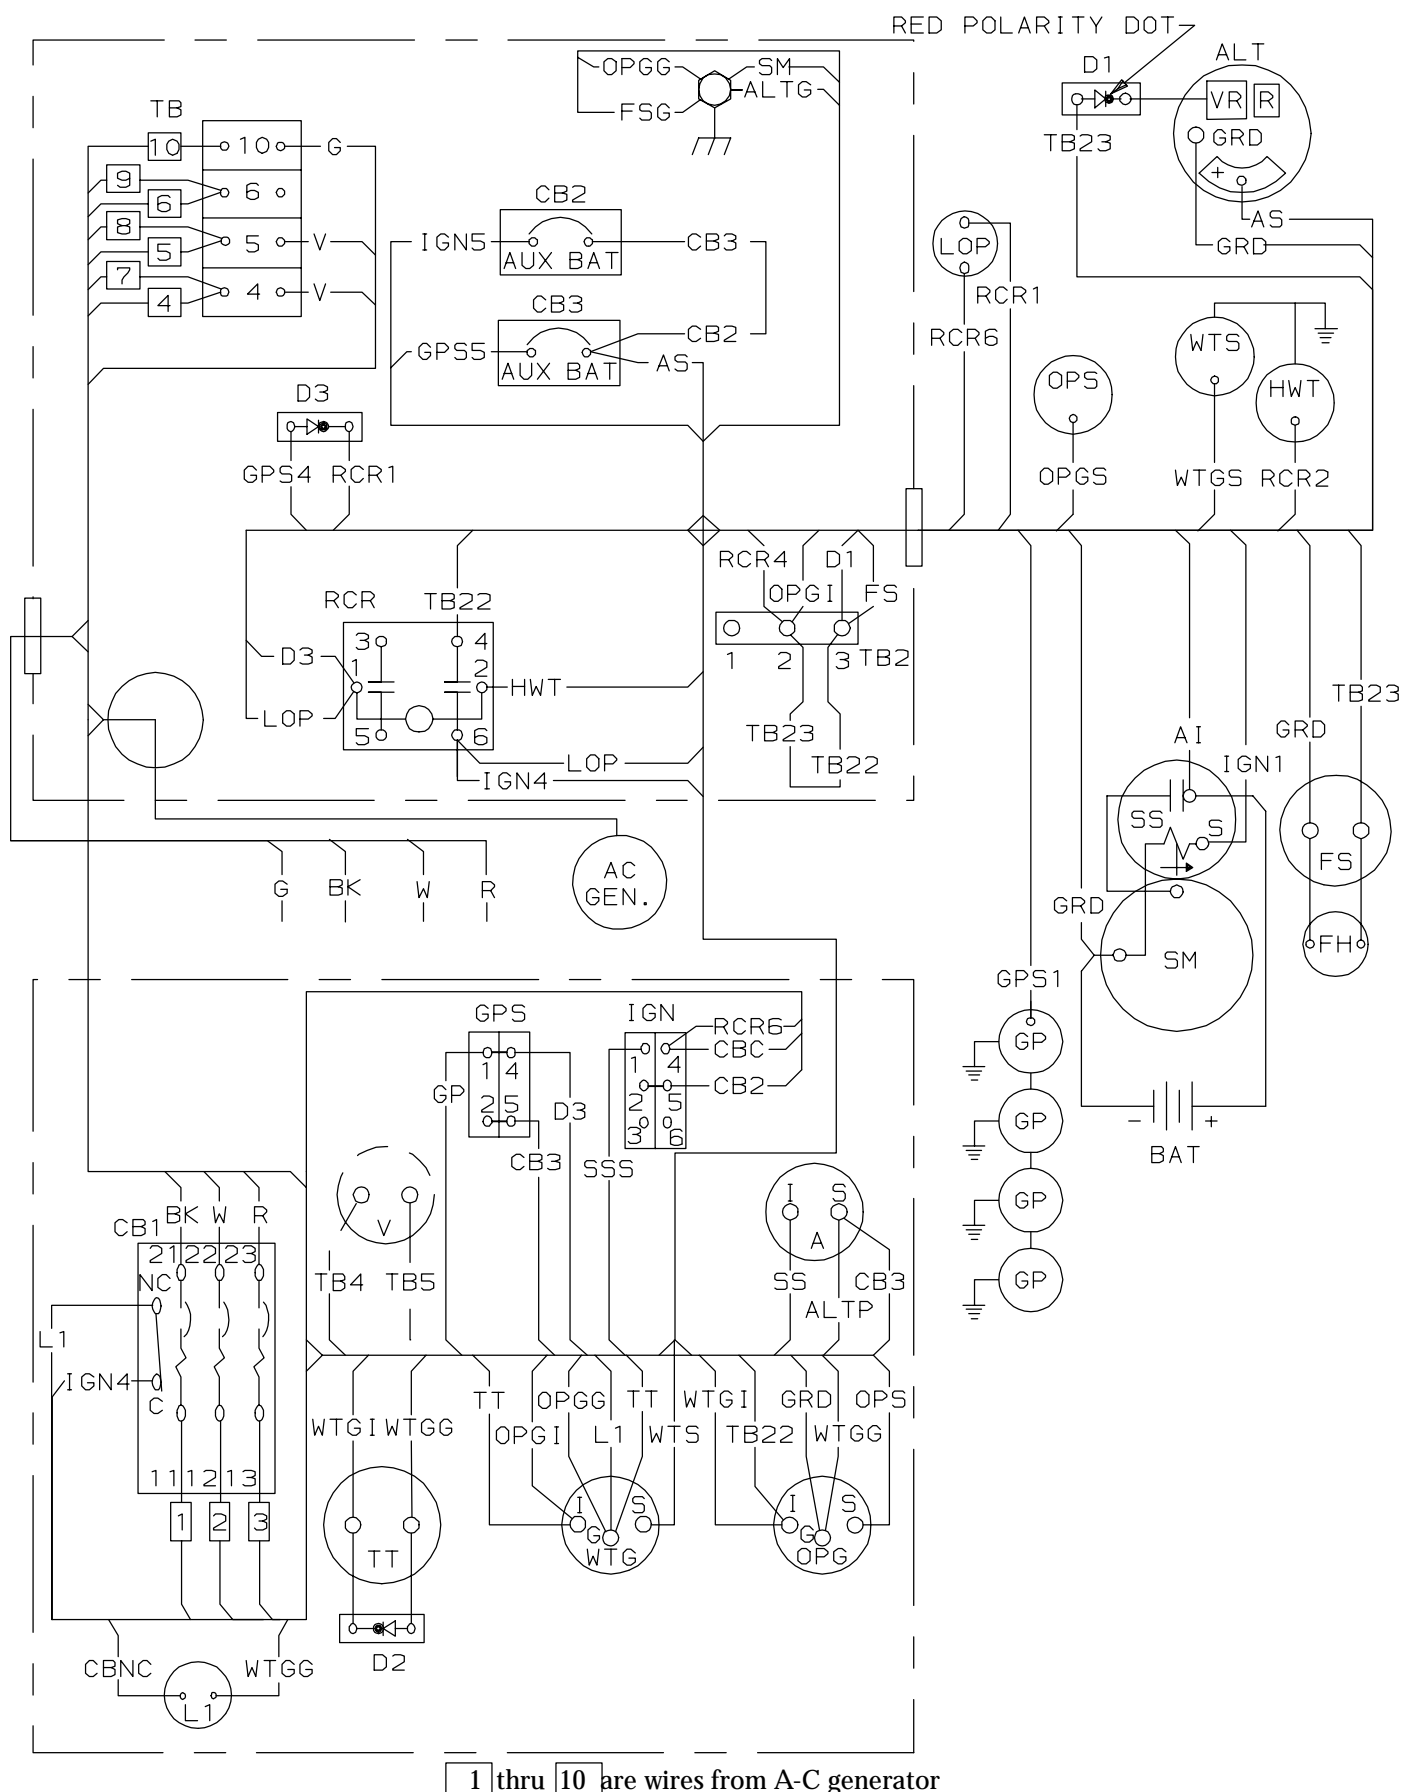 RED POLARITY DOT
OPGG
SM
ALTG
FSG
D1
ALT
VR
R
GRD
+
TB23
AS
GRD
TB
10
10
G
9
6
6
8
5
5
V
7
4
4
V
CB2
IGN5
AUX BAT
CB3
CB3
GPS5
AUX BAT
CB2
AS
LOP
RCR1
RCR6
WTS
OPS
HWT
OPGS
WTGS
RCR2
D3
GPS4
RCR1
RCR
TB22
3
4
1
2
5
6
D3
LOP
HWT
LOP
IGN4
RCR4
OPGI
D1
FS
1
2
3
TB2
TB23
TB22
TB23
GRD
AI
IGN1
SS
S
FS
GRD
SM
FH
G
BK
W
R
AC
GEN.
GPS1
GP
GP
GP
GP
-
+
BAT
GPS
1
4
2
5
GP
D3
CB3
IGN
1
4
2
5
3
6
RCR6
CBC
CB2
SSS
V
TB4
TB5
I
S
A
SS
CB3
ALTP
BK
W
R
CB1
21
22
23
NC
L1
IGN4
C
11
12
13
1
2
3
WTGI
WTGG
TT
D2
TT
OPGI
OPGG
L1
TT
WTS
I
S
G
WTG
WTGI
TB22
GRD
WTGG
OPS
I
S
G
OPG
CBNC
WTGG
L1
1 thru 10 are wires from A-C generator